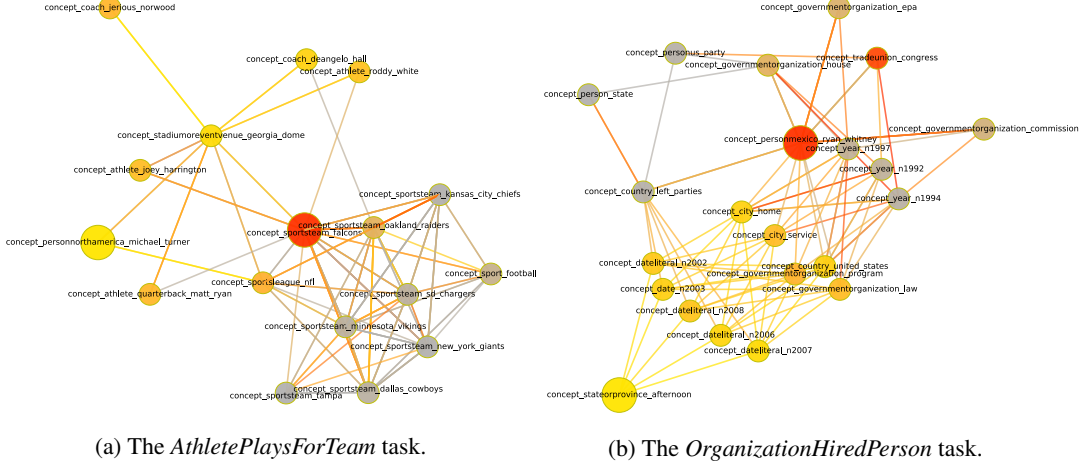 concept_coach_jerious_norwood
concept_coach_deangelo_hall
concept_athlete_roddy_white
concept_stadiumoreventvenue_georgia_dome
concept_athlete_joey_harrington
concept_sportsteam_kansas_city_chiefs
concept_sportsteam_oakland_raiders
concept_sportsteam_falcons
concept_personnorthamerica_michael_turner
concept_sport_football
concept_sportsleague_nfl
concept_athlete_quarterback_matt_ryan
concept_sportsteam_sd_chargers
concept_sportsteam_minnesota_vikings
concept_sportsteam_new_york_giants
concept_sportsteam_dallas_cowboys
concept_sportsteam_tampa
(a) The AthletePlaysForTeam task.
concept_governmentorganization_epa
concept_personus_party
concept_tradeunion_congress
concept_governmentorganization_house
concept_person_state
concept_governmentorganization_commission
concept_personmexico_ryan_whitney
concept_year_n1997
concept_year_n1992
concept_country_left_parties
concept_year_n1994
concept_city_home
concept_city_service
concept_dateliteral_n2002
concept_country_united_states
concept_governmentorganization_program
concept_date_n2003
concept_governmentorganization_law
concept_dateliteral_n2008
concept_dateliteral_n2006
concept_dateliteral_n2007
concept_stateorprovince_afternoon
(b) The OrganizationHiredPerson task.